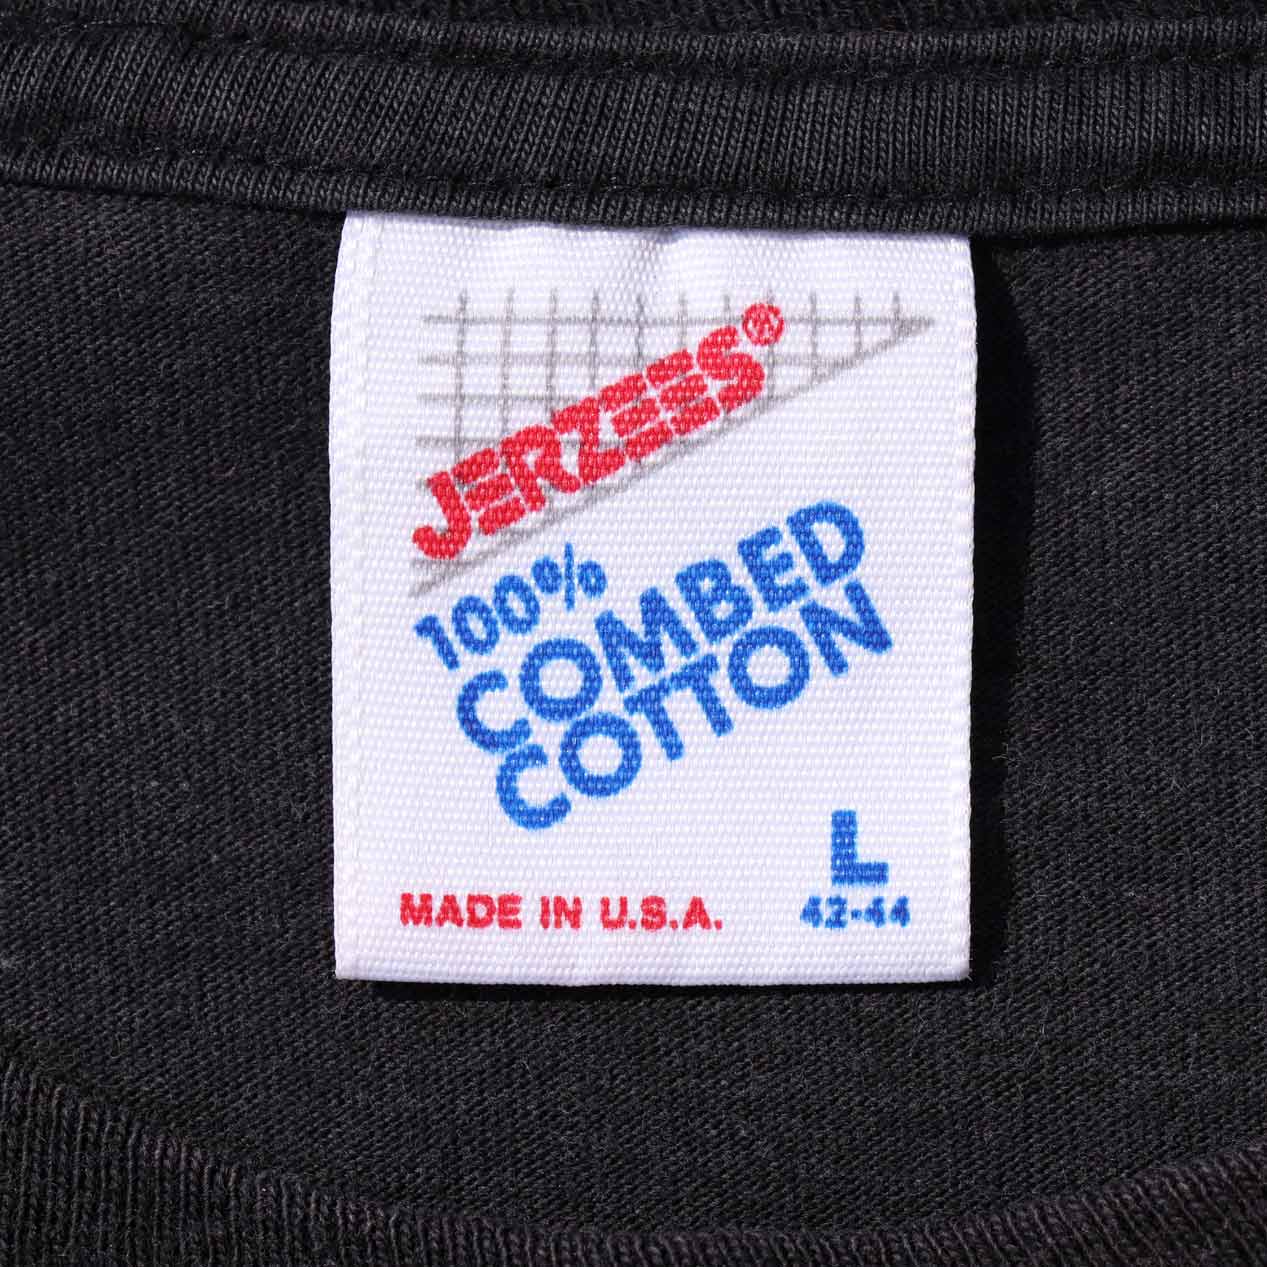 JERZEES®
100%
COMBED
COTTON
L
MADE IN U.S.A.
42-44